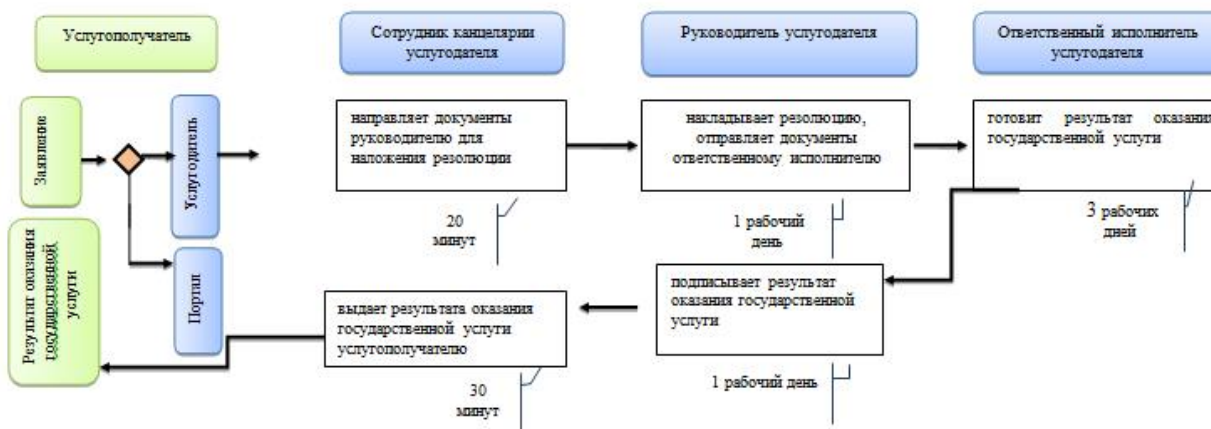 Услугополучатель
Сотрудник канцелярии
услугодателя
Руководитель услугодателя
Ответственный исполнитель
услугодателя
Заявление
Услугодатель
Портал
Результат оказания
государственной
услуги
направляет документы
руководителю для
наложения резолюции
20
минут
накладывает резолюцию,
отправляет документы
ответственному исполнителю
1 рабочий
день
готовит результат оказания
государственной услуги
3 рабочих
дней
подписывает результат
оказания государственной
услуги
1 рабочий день
выдает результата оказания
государственной услуги
услугополучателю
30
минут